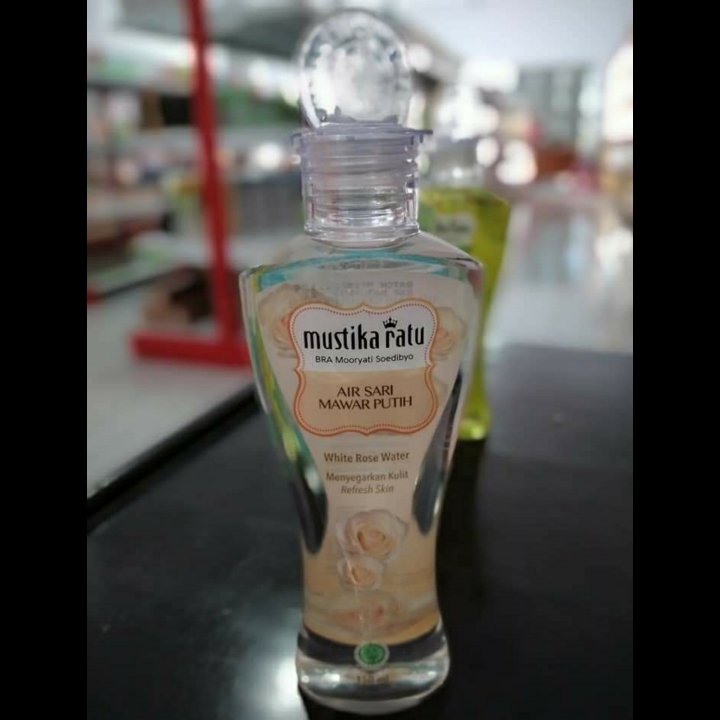 mustika ratu
BRA Mooryati Soedibyo
AIR SARI
MAWAR PUTIH
White Rose Water
Menyegarkan Kulit
Refresh Skin